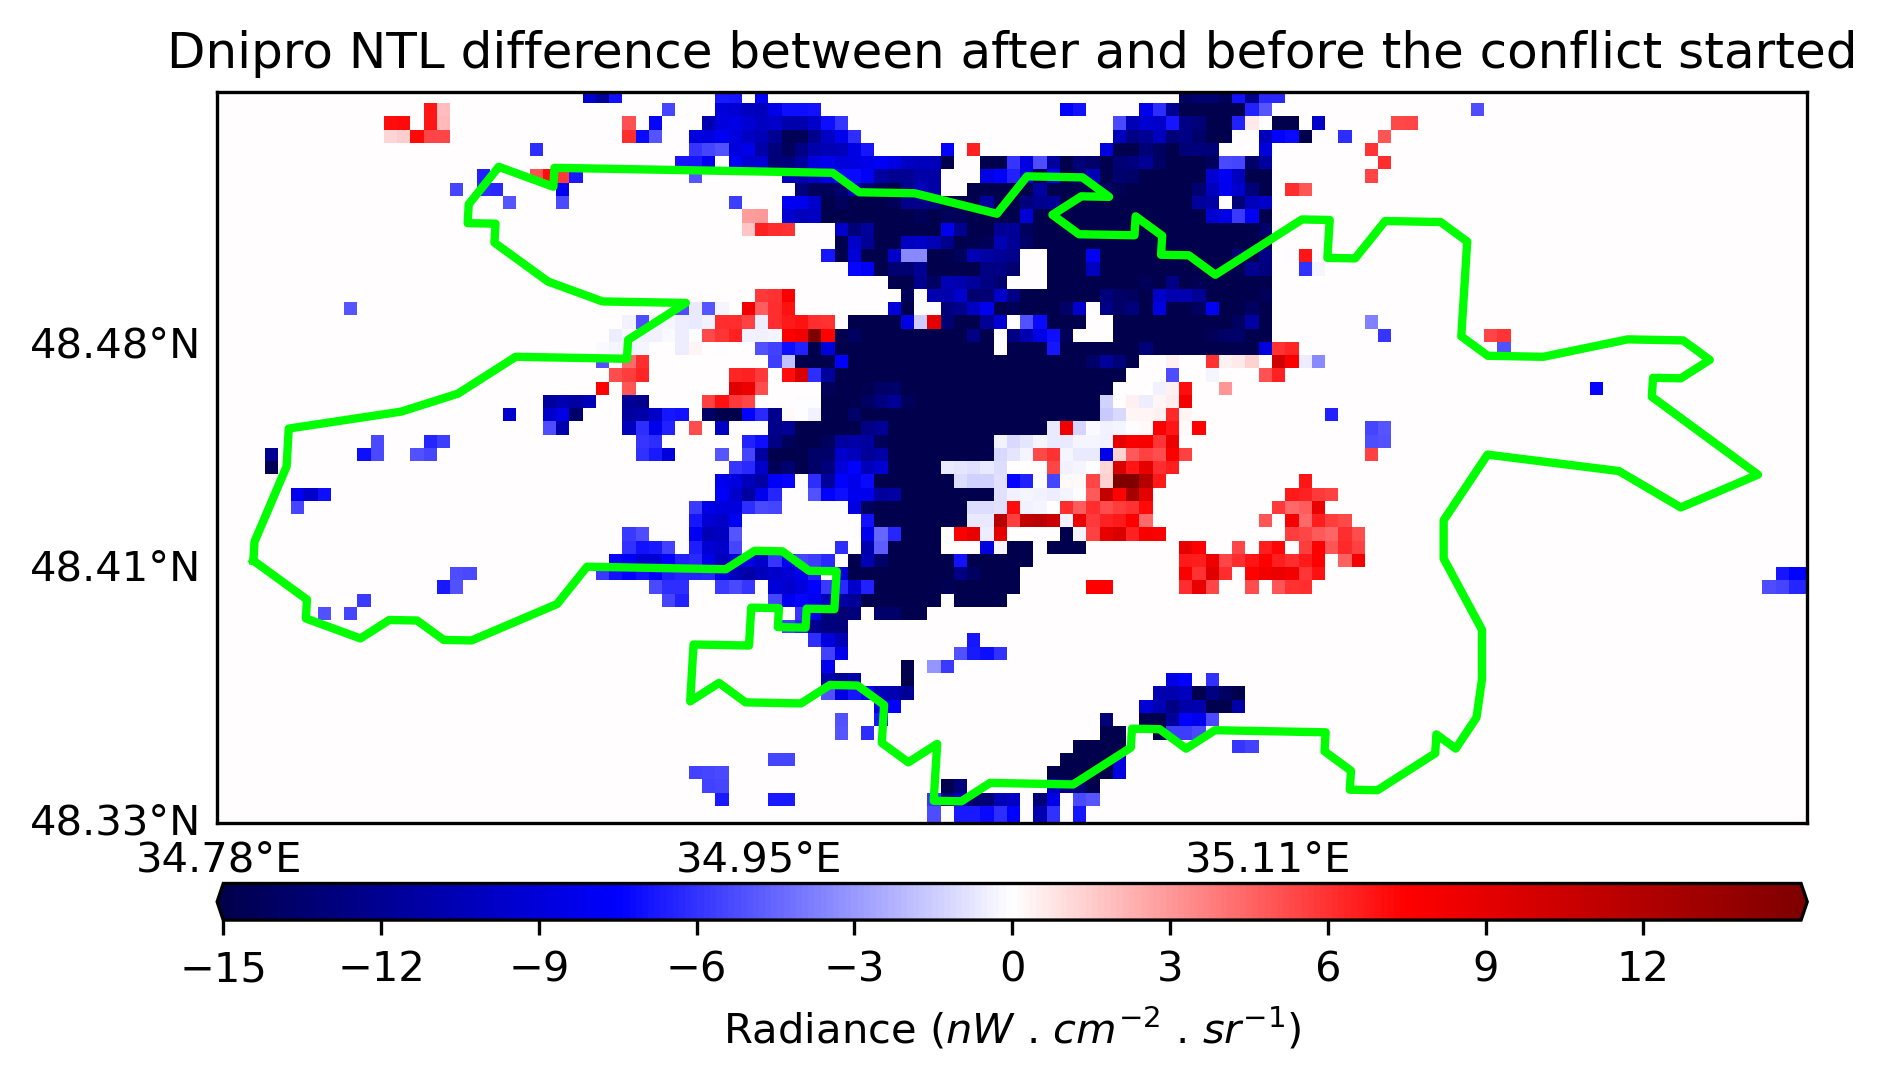 Dnipro NTL difference between after and before the conflict started
48.48°N
48.41°N
48.33°N
34.78°E 34.95°E 35.11°E
−15 −12 −9 −6 −3 0 3 6 9 12
Radiance (nW . cm⁻² . sr⁻¹)